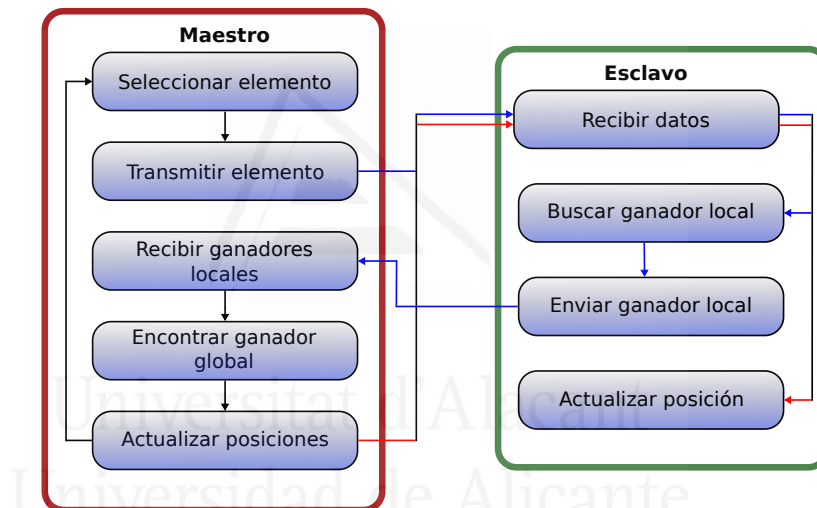 Maestro
Seleccionar elemento
Transmitir elemento
Recibir ganadores
locales
Encontrar ganador
global
Actualizar posiciones
Esclavo
Recibir datos
Buscar ganador local
Enviar ganador local
Actualizar posición
Universitat d'Alacant
Universidad de Alicante